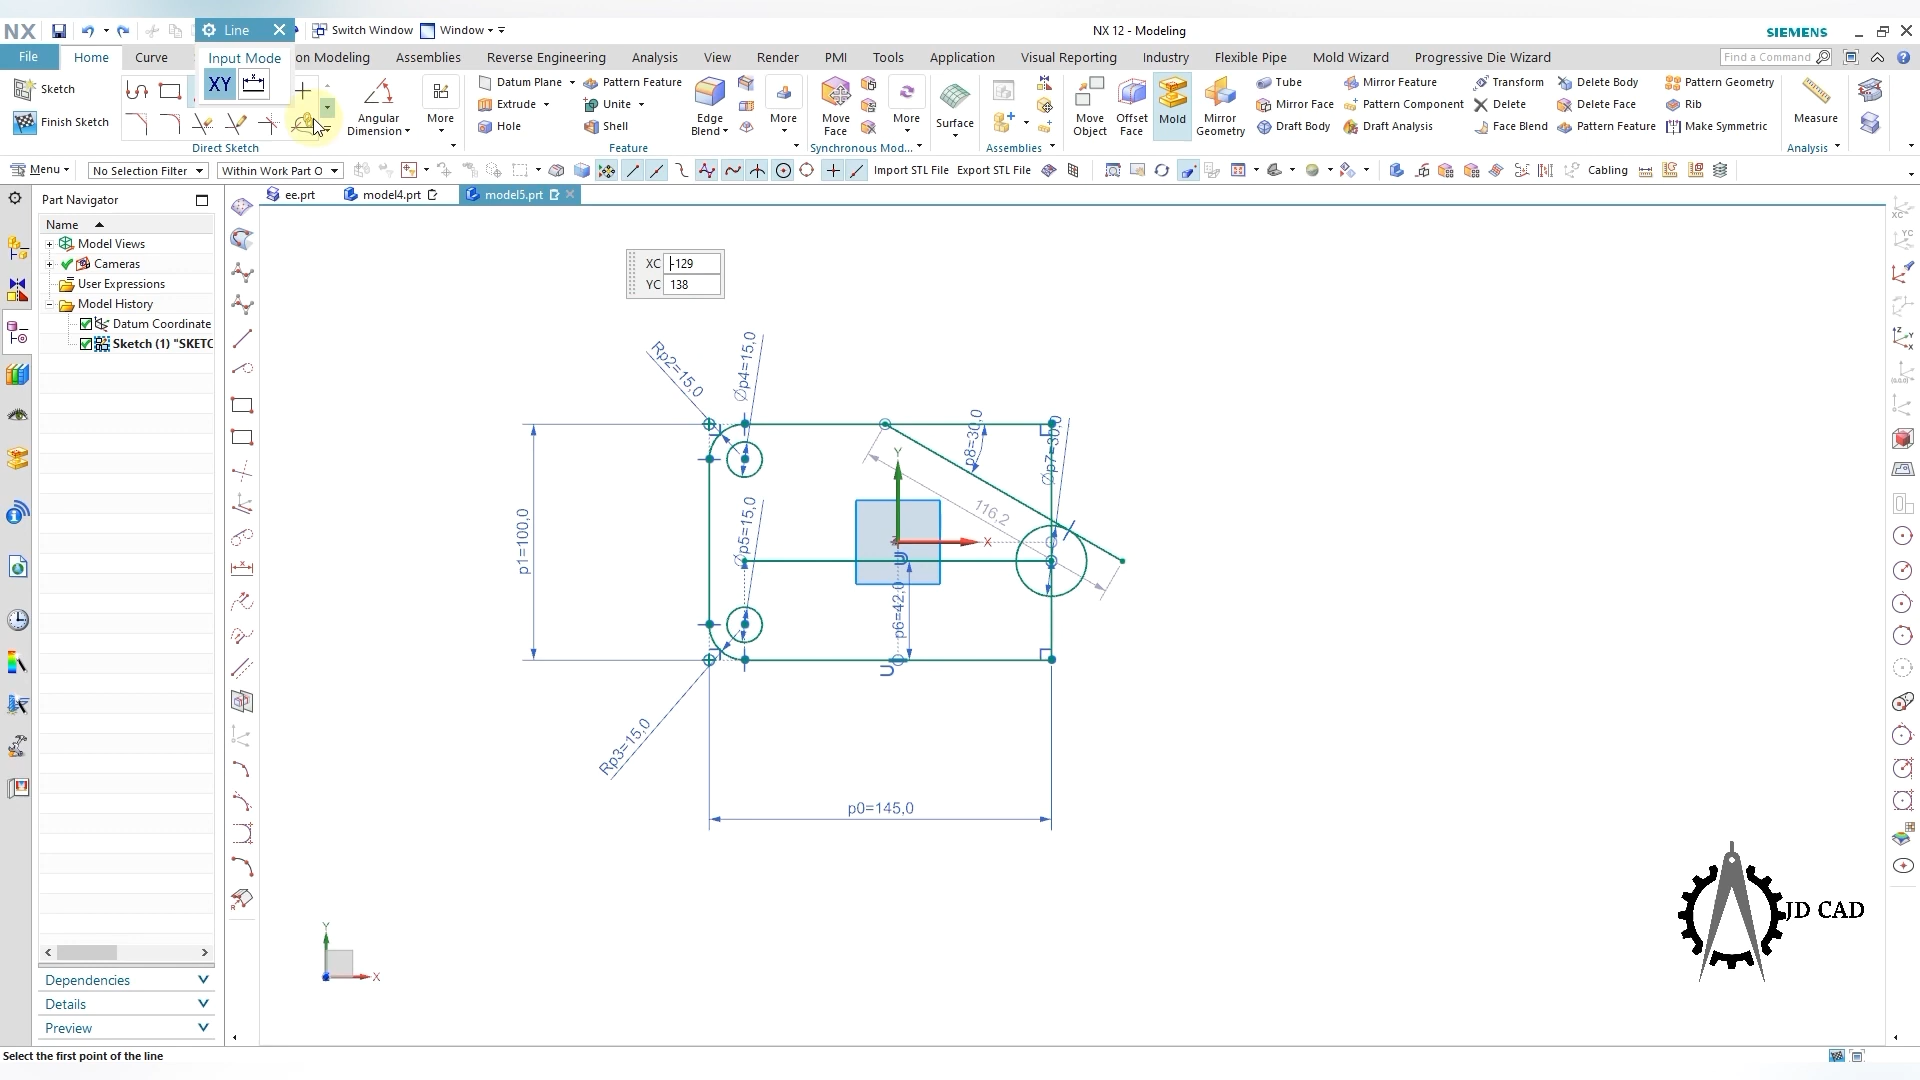 NX
Line
Switch Window
Window
NX 12 - Modeling
SIEMENS
File
Home
Curve
Input Mode
on Modeling
Assemblies
Reverse Engineering
Analysis
View
Render
PMI
Tools
Application
Visual Reporting
Industry
Flexible Pipe
Mold Wizard
Progressive Die Wizard
Find a Command
XY
Sketch
Finish Sketch
Direct Sketch
Angular
Dimension
More
Datum Plane
Extrude
Hole
Pattern Feature
Unite
Shell
Edge
Blend
More
Feature
Move
Face
More
Synchronous Mod...
Surface
Assemblies
Move
Object
Offset
Face
Mold
Mirror
Geometry
Tube
Mirror Face
Draft Body
Mirror Feature
Pattern Component
Draft Analysis
Transform
Delete
Face Blend
Delete Body
Delete Face
Pattern Feature
Pattern Geometry
Rib
Make Symmetric
Measure
Analysis
Menu
No Selection Filter
Within Work Part O
Import STL File
Export STL File
Cabling
Part Navigator
ee.prt
model4.prt
model5.prt
Name
Model Views
Cameras
User Expressions
Model History
Datum Coordinate
Sketch (1) "SKETC
XC
-129
YC
138
Rp2=15,0
Øp4=15,0
p8=30,0
Øp7=30,0
Y
116,2
p1=100,0
Øp5=15,0
X
p6=42,0
Rp3=15,0
p0=145,0
Y
X
JD CAD
Dependencies
Details
Preview
Select the first point of the line